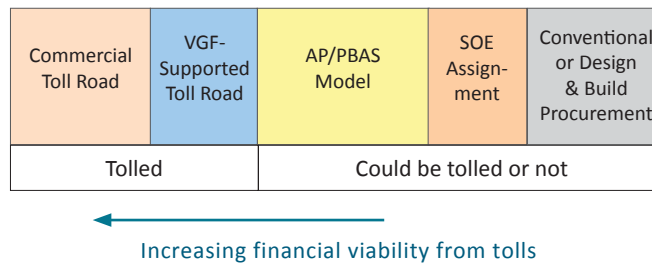 Commercial
Toll Road
VGF-
Supported
Toll Road
AP/PBAS
Model
SOE
Assign-
ment
Conventional
or Design
& Build
Procurement
Tolled
Could be tolled or not
Increasing financial viability from tolls